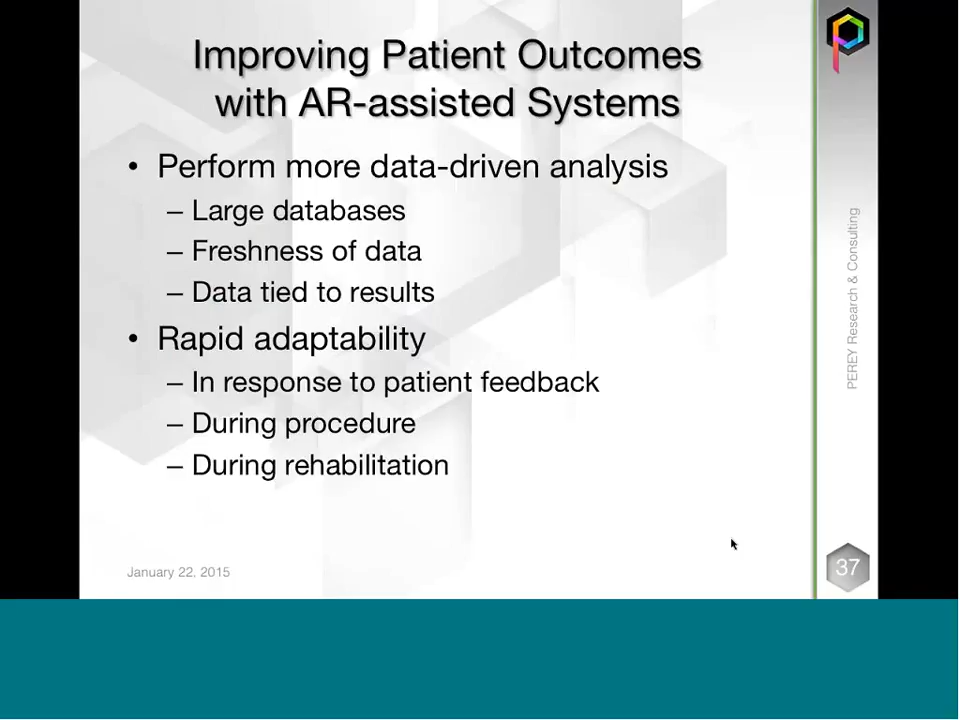 Improving Patient Outcomes
with AR-assisted Systems
• Perform more data-driven analysis
– Large databases
– Freshness of data
– Data tied to results
• Rapid adaptability
– In response to patient feedback
– During procedure
– During rehabilitation
January 22, 2015
PEREY Research & Consulting
37